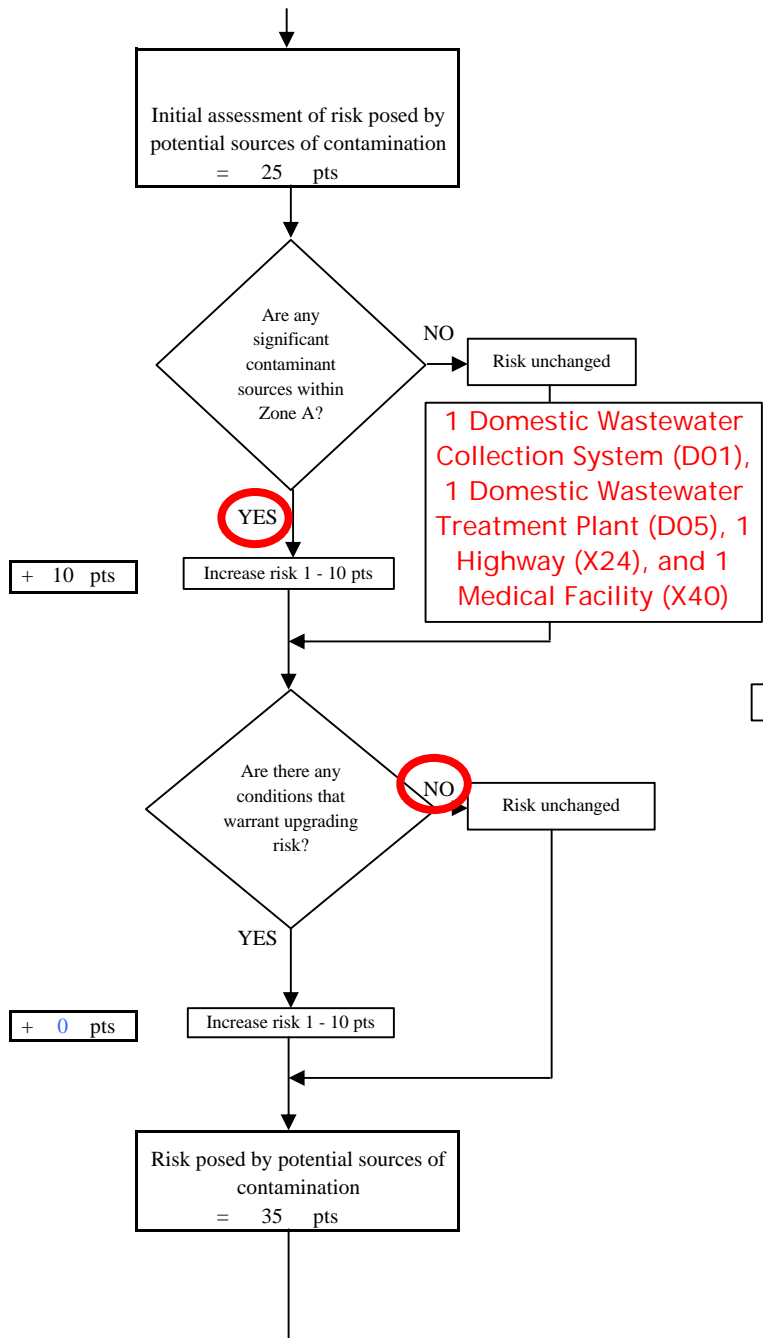 Initial assessment of risk posed by
potential sources of contamination
= 25 pts
Are any
significant
contaminant
sources within
Zone A?
NO
Risk unchanged
1 Domestic Wastewater
Collection System (D01),
1 Domestic Wastewater
Treatment Plant (D05), 1
Highway (X24), and 1
Medical Facility (X40)
YES
+ 10 pts
Increase risk 1 - 10 pts
Are there any
conditions that
warrant upgrading
risk?
NO
Risk unchanged
YES
+ 0 pts
Increase risk 1 - 10 pts
Risk posed by potential sources of
contamination
= 35 pts